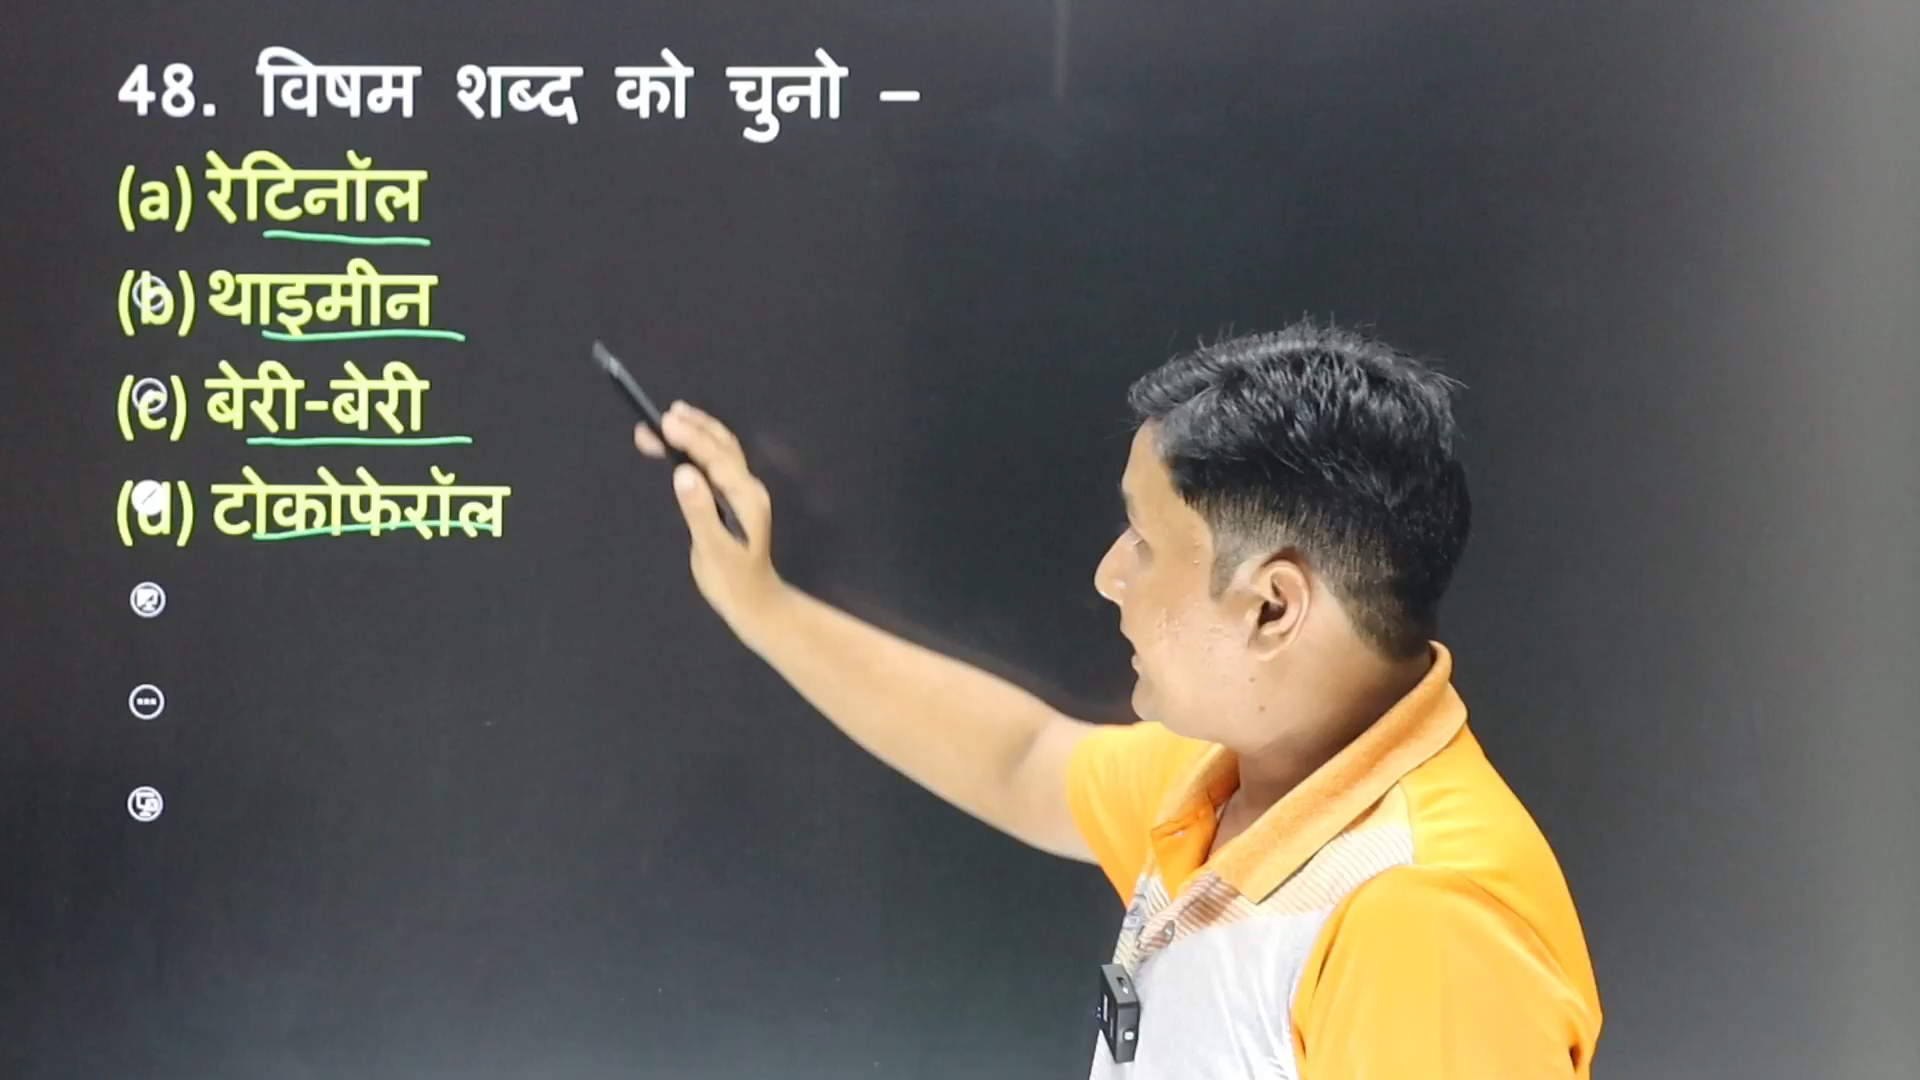 48. विषम शब्द को चुनो –
(a) रेटिनॉल
(b) थाइमीन
(c) बेरी-बेरी
(d) टोकोफेरॉल